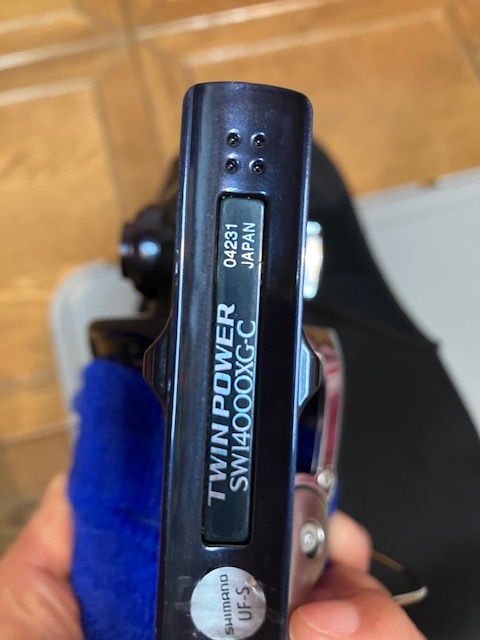 TWIN POWER
SW14000XG-C
04231
JAPAN
SHIMANO
UF-S